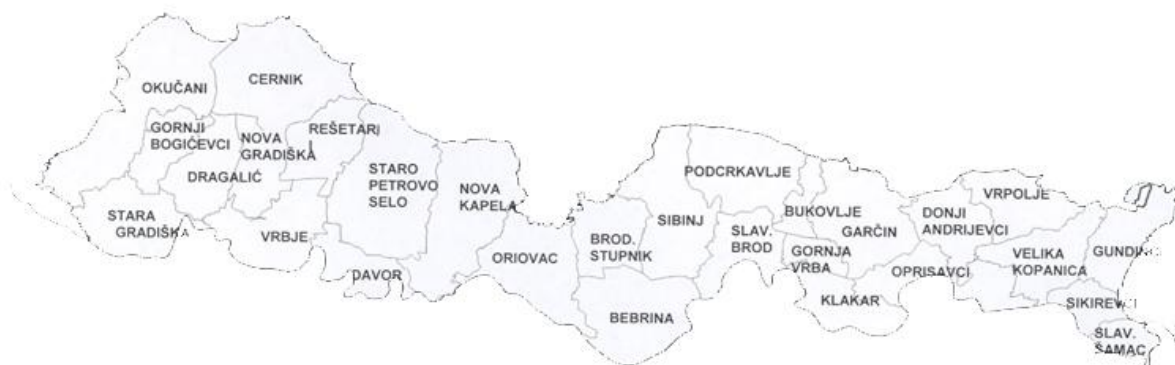 OKUČANI
CERNIK
GORNJI
BOGIĆEVCI
NOVA
GRADIŠKA
REŠETARI
DRAGALIĆ
STARO
PETROVO
SELO
NOVA
KAPELA
STARA
GRADIŠKA
VRBJE
DAVOR
ORIOVAC
BROD.
STUPNIK
SIBINJ
PODCRKAVLJE
BEBRINA
SLAV.
BROD
BUKOVLJE
GARČIN
GORNJA
VRBA
KLAKAR
OPRISAVCI
DONJI
ANDRIJEVCI
VRPOLJE
VELIKA
KOPANICA
GUNDINCI
SIKIREVCI
SLAV.
ŠAMAC